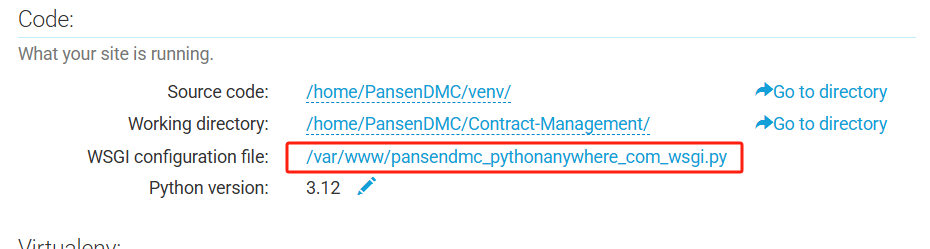 Code:
What your site is running.
Source code: /home/PansenDMC/venv/ Go to directory
Working directory: /home/PansenDMC/Contract-Management/ Go to directory
WSGI configuration file: /var/www/pansendmc_pythonanywhere_com_wsgi.py
Python version: 3.12
Virtualenv: